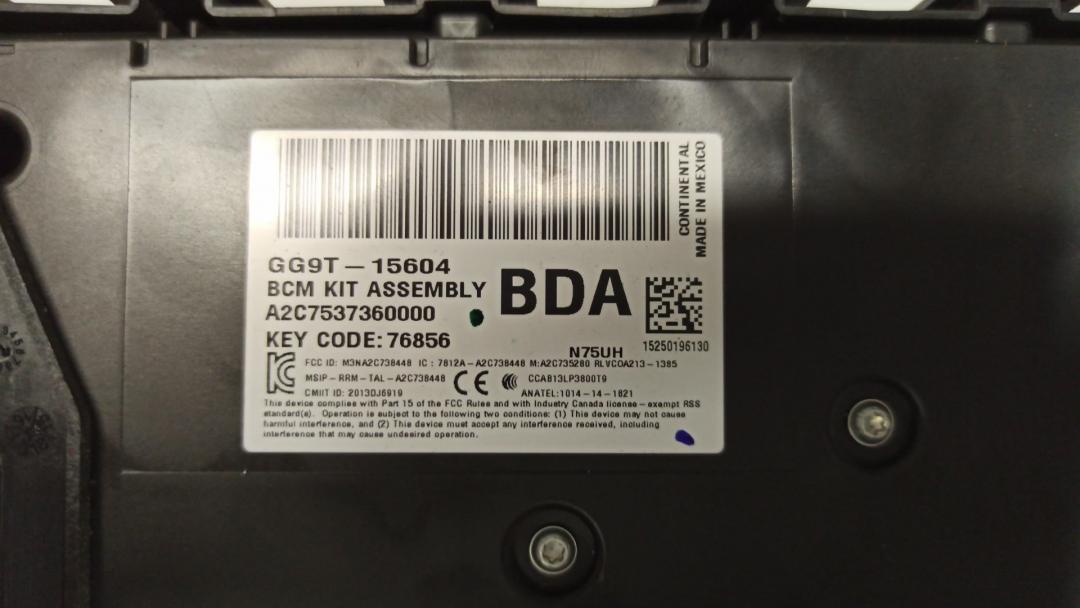 CONTINENTAL
MADE IN MEXICO
GG9T-15604
BCM KIT ASSEMBLY
BDA
A2C7537360000
KEY CODE:76856
15250196130
N75UH
FCC ID: M3NA2C738448 IC: 7812A-A2C738448 M:A2C735280 RLVCOA213-1385
MSIP-RRM-TAL-A2C738448 CE CCAB13LP3800T9
CMIIT ID: 2013DJ6919 ANATEL:1014-14-1821
This device complies with Part 15 of the FCC Rules and with Industry Canada license-exempt RSS
standard(s). Operation is subject to the following two conditions: (1) This device may not cause
harmful interference, and (2) This device must accept any interference received, including
interference that may cause undesired operation.